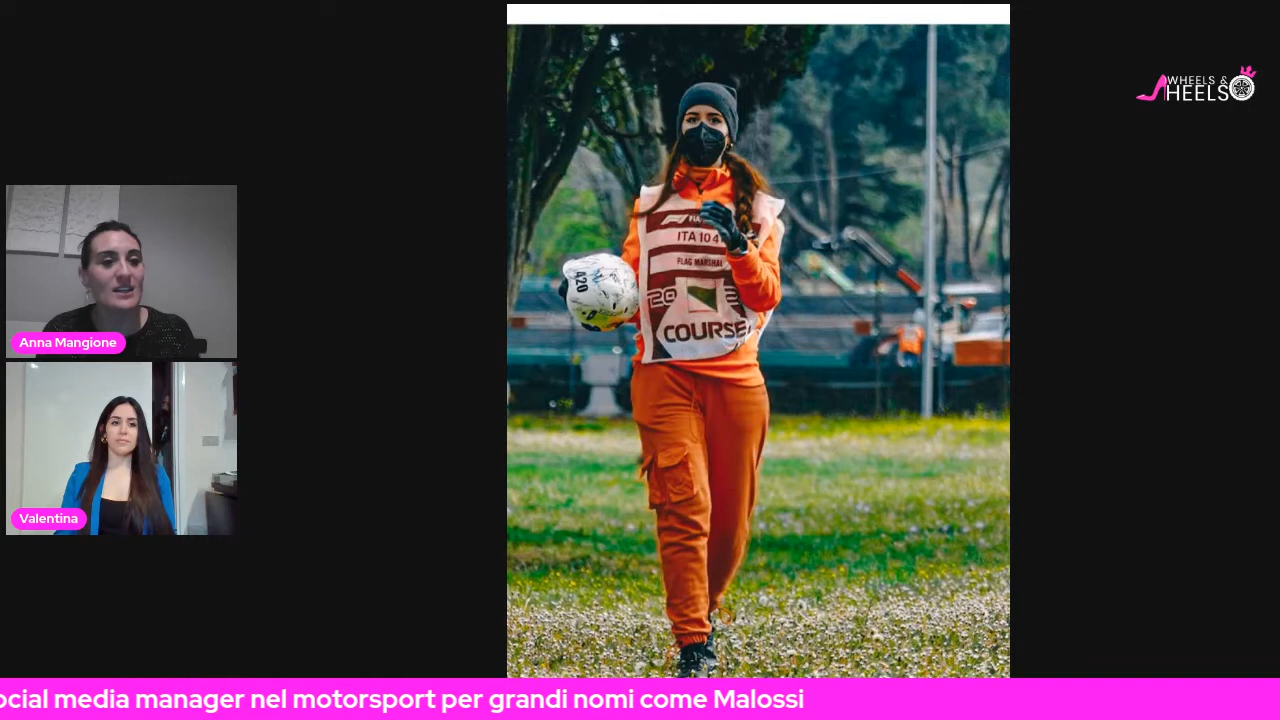 WHEELS &
HEELS
ITA 104
FLAG MARSHAL
20
COURSE
420
Anna Mangione
Valentina
ocial media manager nel motorsport per grandi nomi come Malossi